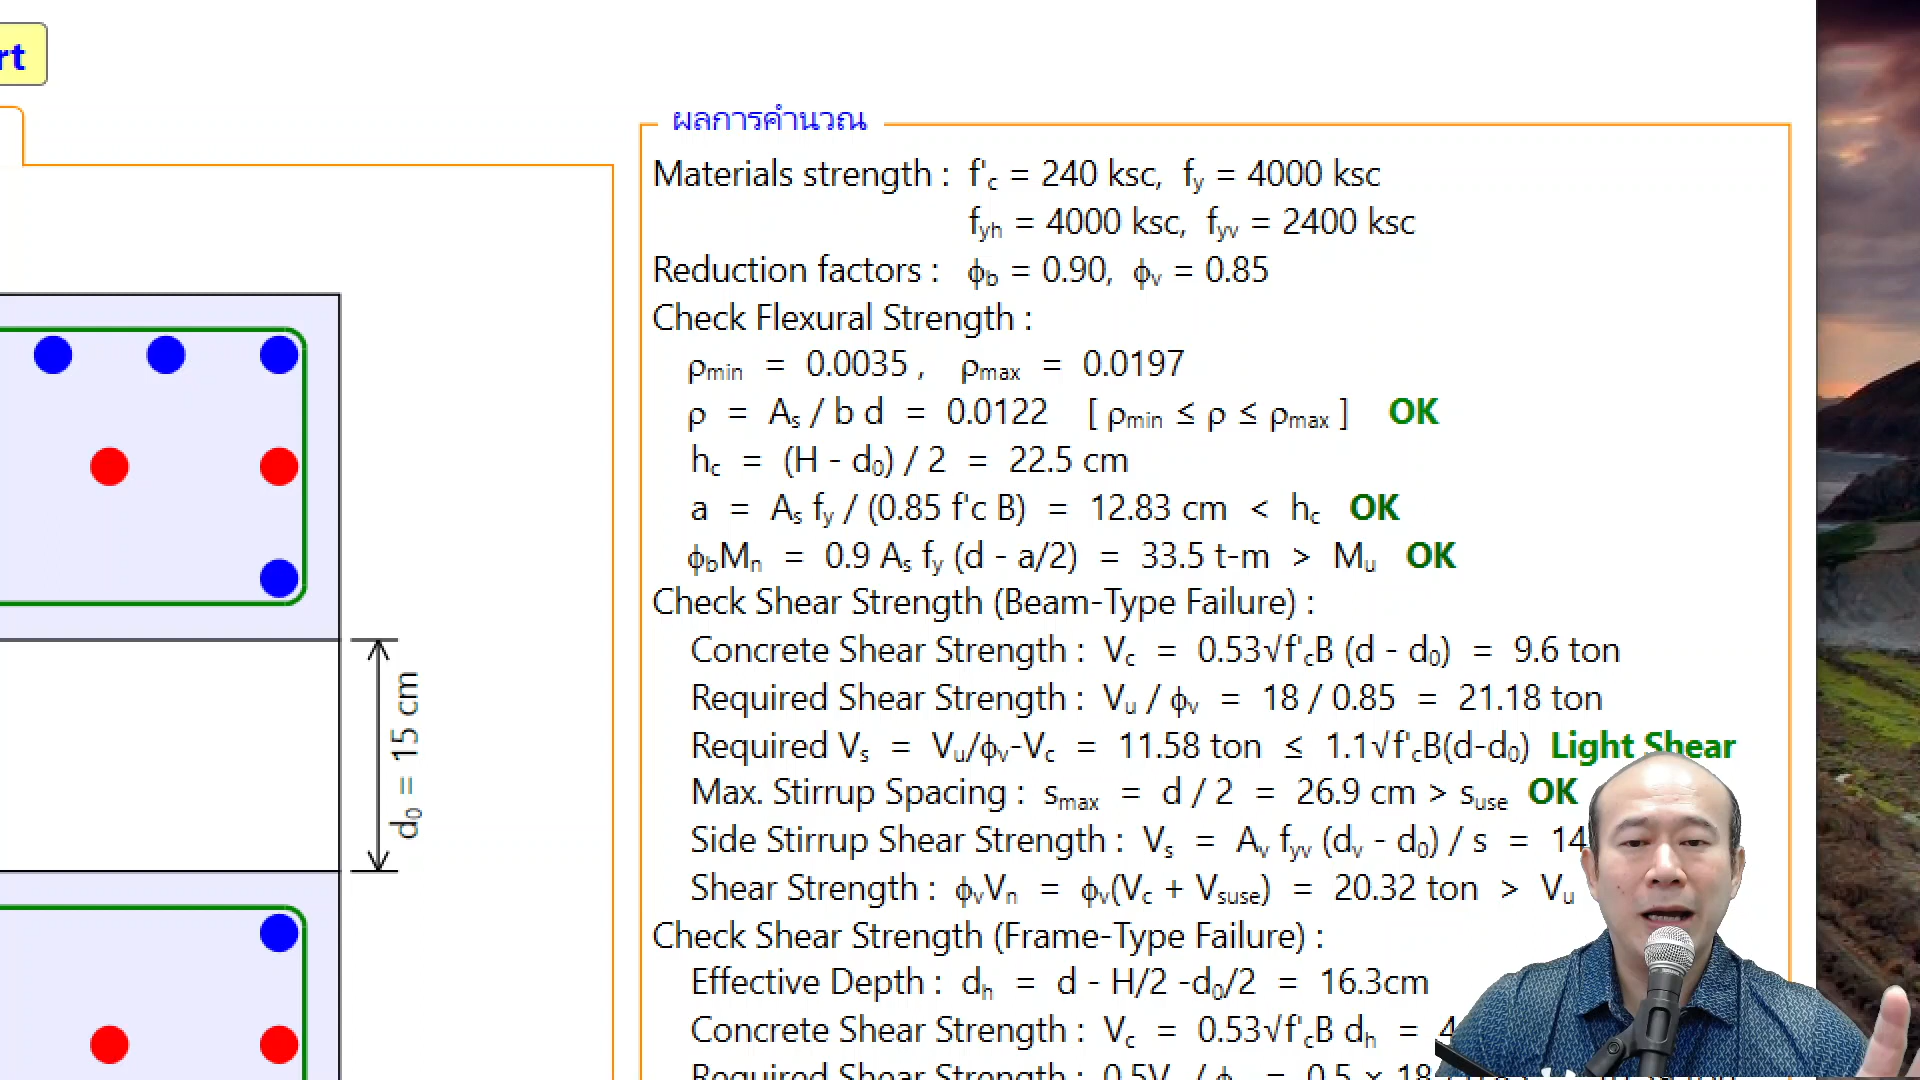 rt
ผลการคำนวณ
Materials strength : f'c = 240 ksc, fy = 4000 ksc
fyh = 4000 ksc, fyv = 2400 ksc
Reduction factors : ϕb = 0.90, ϕv = 0.85
Check Flexural Strength :
ρmin = 0.0035 , ρmax = 0.0197
ρ = As / b d = 0.0122 [ ρmin ≤ ρ ≤ ρmax ] OK
hc = (H - d0) / 2 = 22.5 cm
a = As fy / (0.85 f'c B) = 12.83 cm < hc OK
ϕbMn = 0.9 As fy (d - a/2) = 33.5 t-m > Mu OK
Check Shear Strength (Beam-Type Failure) :
Concrete Shear Strength : Vc = 0.53√f'cB (d - d0) = 9.6 ton
Required Shear Strength : Vu / ϕv = 18 / 0.85 = 21.18 ton
Required Vs = Vu/ϕv-Vc = 11.58 ton ≤ 1.1√f'cB(d-d0) Light Shear
Max. Stirrup Spacing : smax = d / 2 = 26.9 cm > suse OK
Side Stirrup Shear Strength : Vs = Av fyv (dv - d0) / s = 14
Shear Strength : ϕvVn = ϕv(Vc + Vsuse) = 20.32 ton > Vu
Check Shear Strength (Frame-Type Failure) :
Effective Depth : dh = d - H/2 -d0/2 = 16.3cm
Concrete Shear Strength : Vc = 0.53√f'cB dh = 4
Required Shear Strength : 0.5V / ϕ = 0.5 × 18
d0 = 15 cm